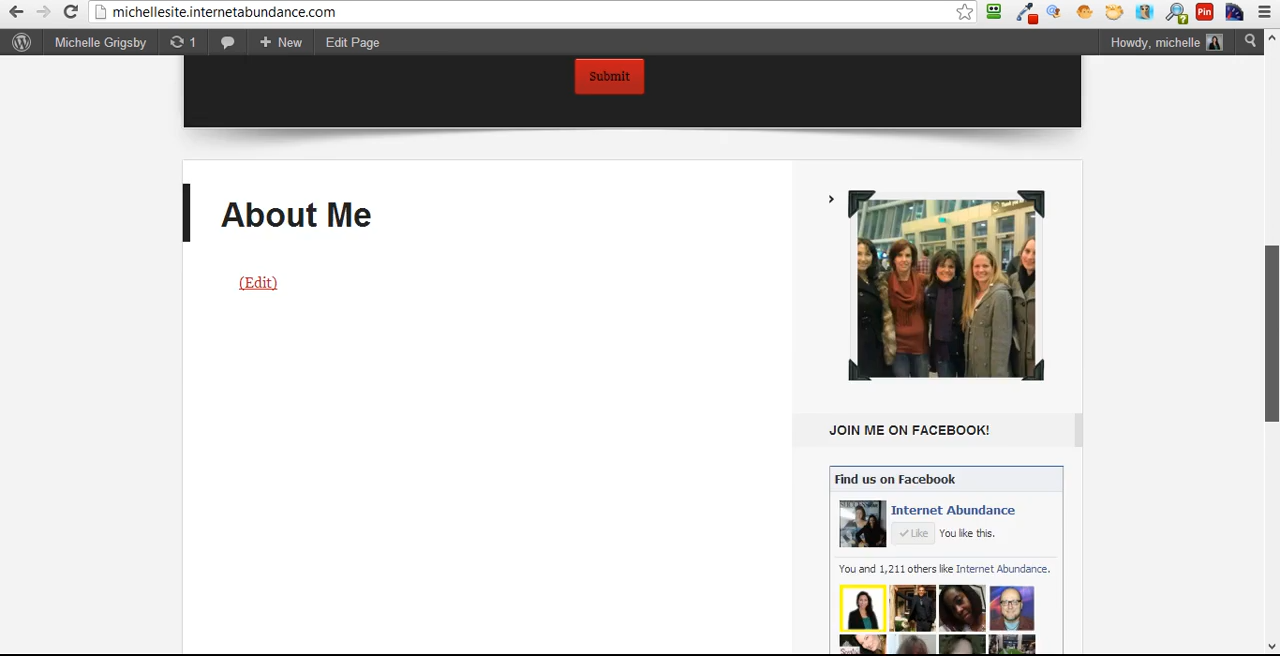 michellesite.internetabundance.com
Pin
Michelle Grigsby 1 New Edit Page Howdy, michelle
Submit
About Me
(Edit)
JOIN ME ON FACEBOOK!
Find us on Facebook
Internet Abundance
Like You like this.
You and 1,211 others like Internet Abundance.